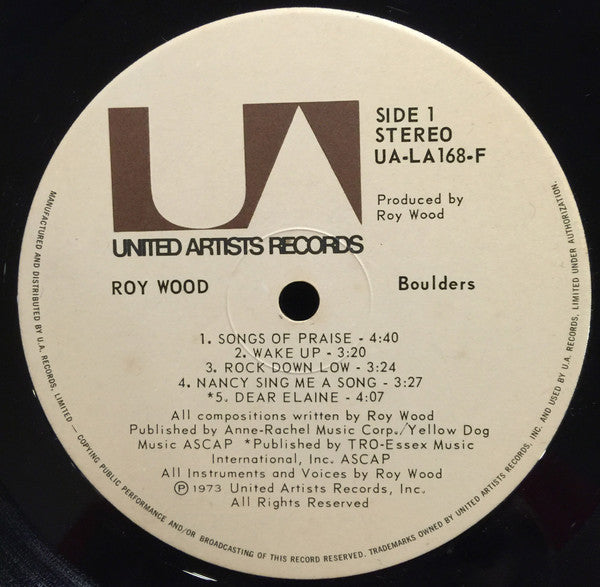 UA
SIDE 1
STEREO
UA-LA168-F
Produced by
Roy Wood
UNITED ARTISTS RECORDS
ROY WOOD
Boulders
1. SONGS OF PRAISE - 4:40
2. WAKE UP - 3:20
3. ROCK DOWN LOW - 3:24
4. NANCY SING ME A SONG - 3:27
*5. DEAR ELAINE - 4:07
All compositions written by Roy Wood
Published by Anne-Rachel Music Corp./Yellow Dog
Music ASCAP *Published by TRO-Essex Music
International, Inc. ASCAP
All Instruments and Voices by Roy Wood
Ⓟ 1973 United Artists Records, Inc.
All Rights Reserved
MANUFACTURED AND DISTRIBUTED BY U.A. RECORDS, LIMITED — COPYING PUBLIC PERFORMANCE AND/OR BROADCASTING OF THIS RECORD RESERVED. TRADEMARKS OWNED BY UNITED ARTISTS RECORDS, INC. AND USED BY U.A. RECORDS, LIMITED UNDER AUTHORIZATION.